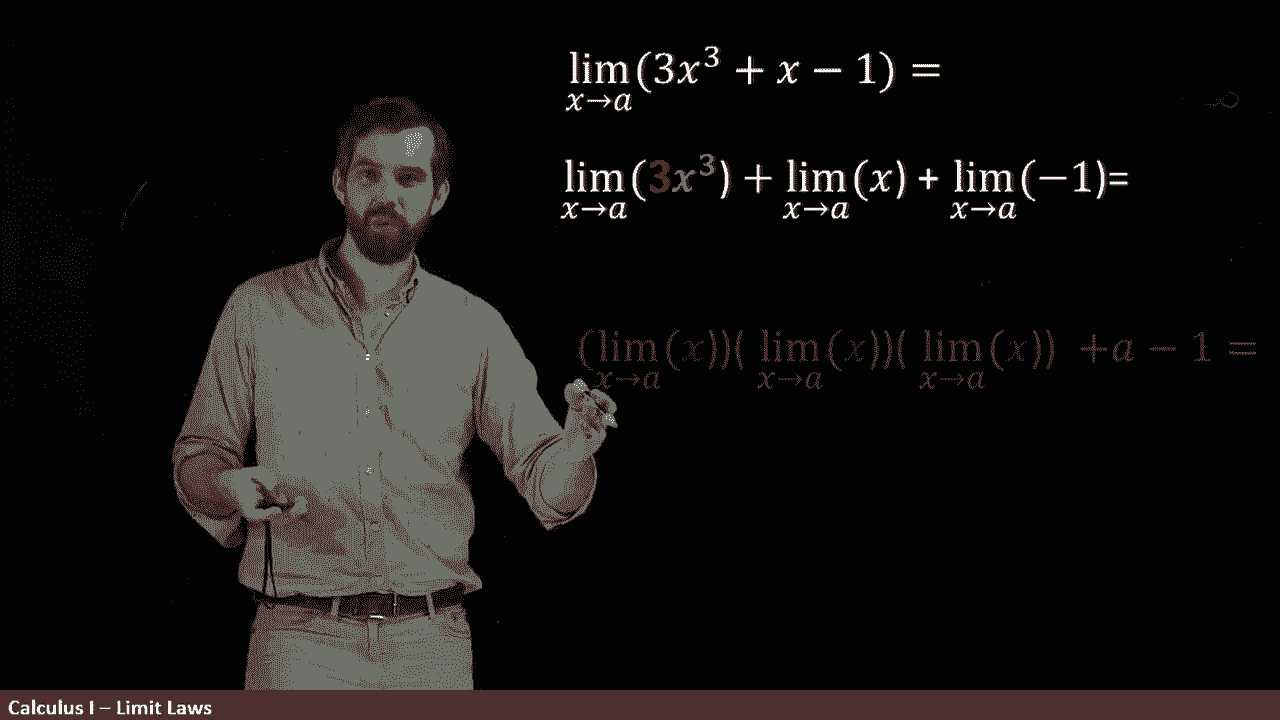 lim(3x³ + x − 1) =
x→a
lim(3x³) + lim(x) + lim(−1)=
x→a x→a x→a
(lim(x))( lim(x))( lim(x)) +a − 1 =
x→a x→a x→a
Calculus I – Limit Laws